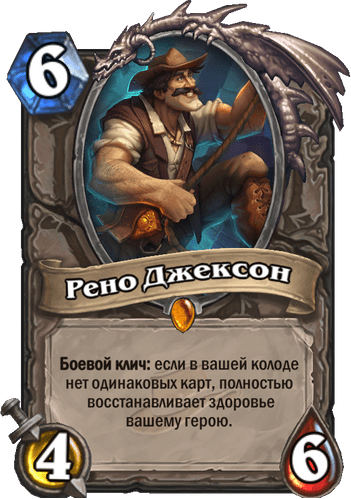 6
Рено Джексон
Боевой клич: если в вашей колоде
нет одинаковых карт, полностью
восстанавливает здоровье
вашему герою.
4
6